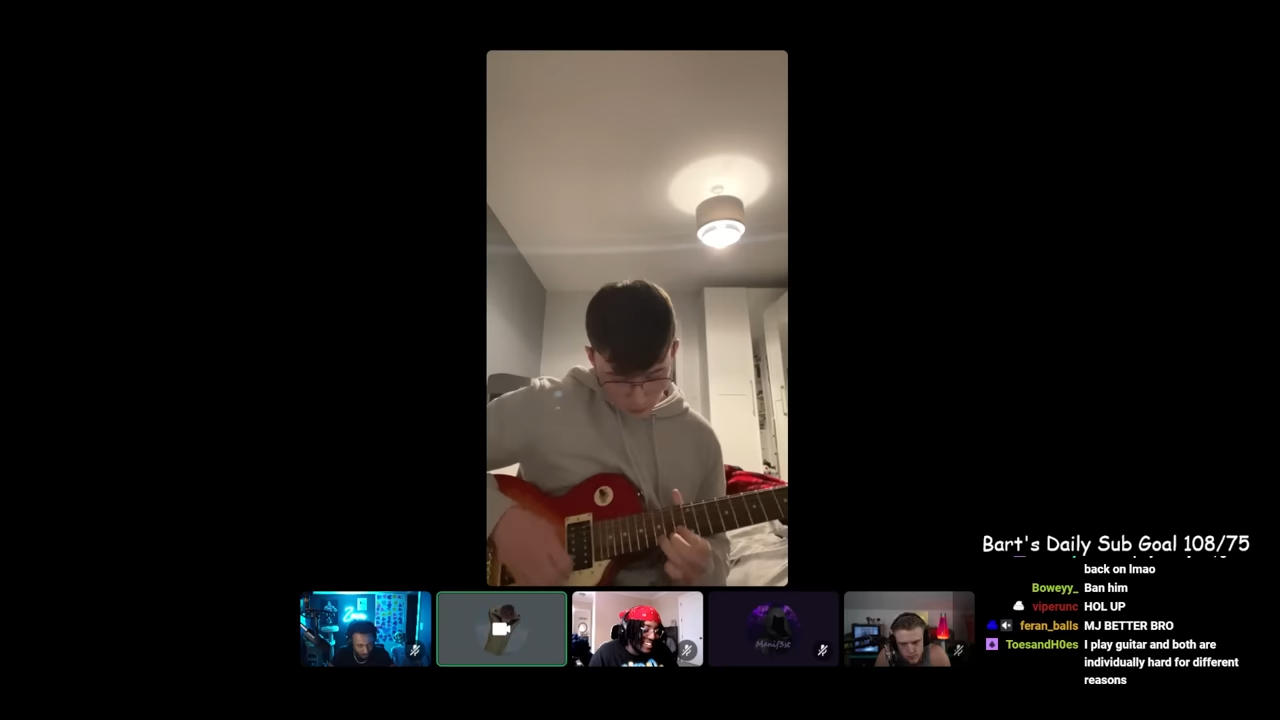 Bart's Daily Sub Goal 108/75
back on lmao
Boweyy_ Ban him
viperunc HOL UP
feran_balls MJ BETTER BRO
ToesandH0es I play guitar and both are
individually hard for different
reasons
Manif3st